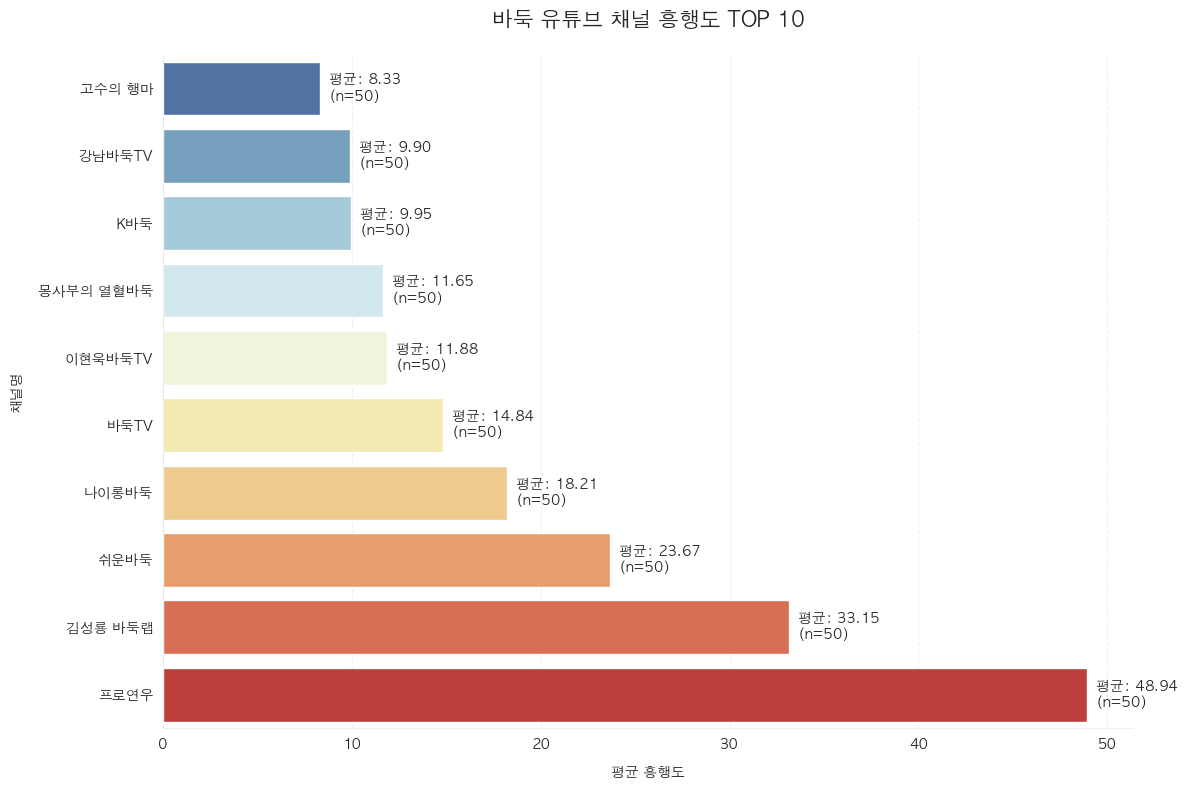 바둑 유튜브 채널 흥행도 TOP 10
고수의 행마
평균: 8.33
(n=50)
강남바둑TV
평균: 9.90
(n=50)
K바둑
평균: 9.95
(n=50)
몽사부의 열혈바둑
평균: 11.65
(n=50)
이현욱바둑TV
평균: 11.88
(n=50)
채널명
바둑TV
평균: 14.84
(n=50)
나이롱바둑
평균: 18.21
(n=50)
쉬운바둑
평균: 23.67
(n=50)
김성룡 바둑랩
평균: 33.15
(n=50)
프로연우
평균: 48.94
(n=50)
0 10 20 30 40 50
평균 흥행도